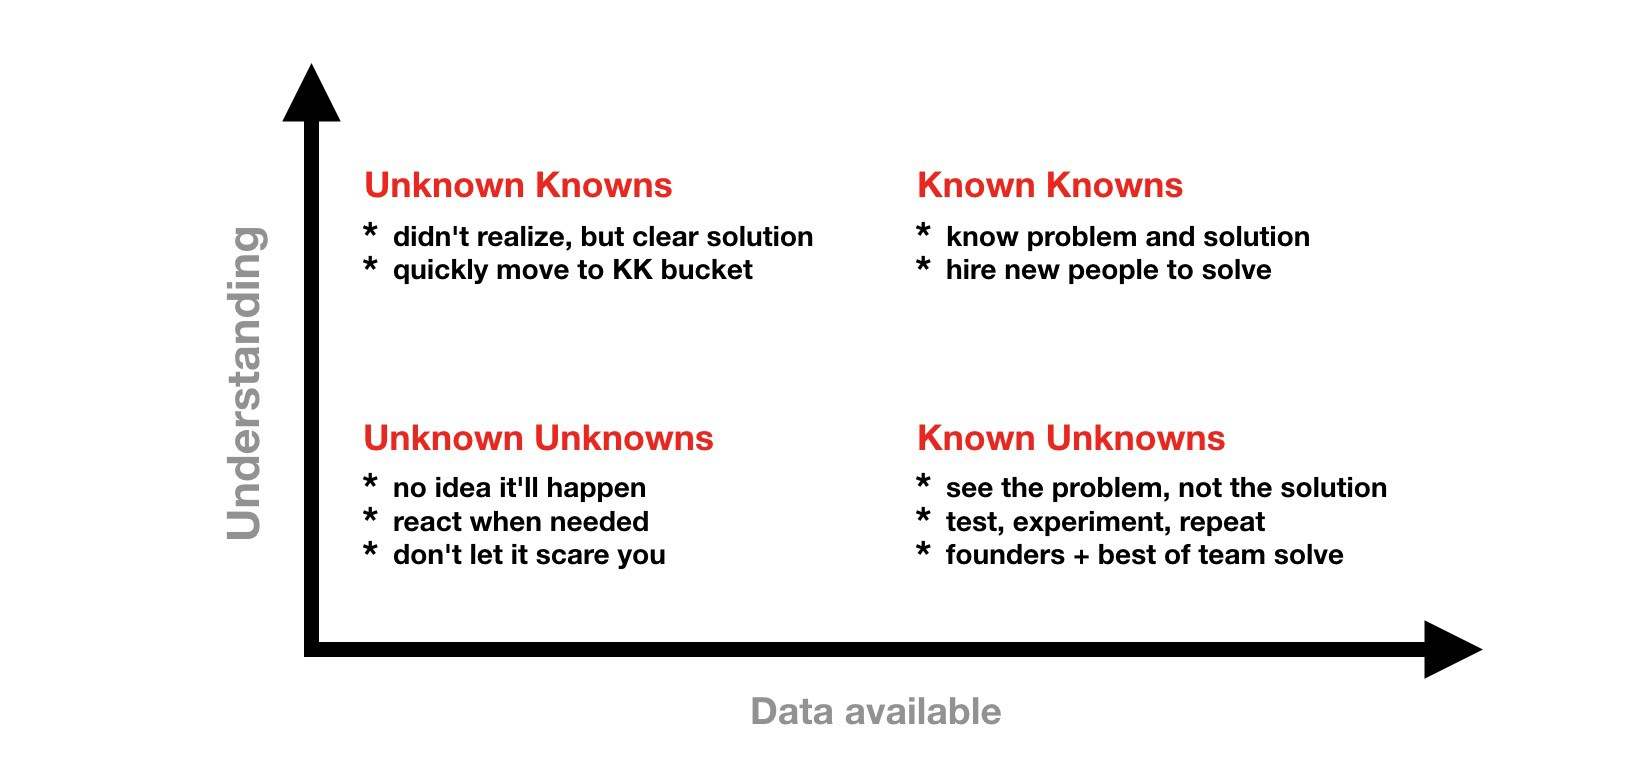 Understanding
Unknown Knowns
* didn't realize, but clear solution
* quickly move to KK bucket
Known Knowns
* know problem and solution
* hire new people to solve
Unknown Unknowns
* no idea it'll happen
* react when needed
* don't let it scare you
Known Unknowns
* see the problem, not the solution
* test, experiment, repeat
* founders + best of team solve
Data available